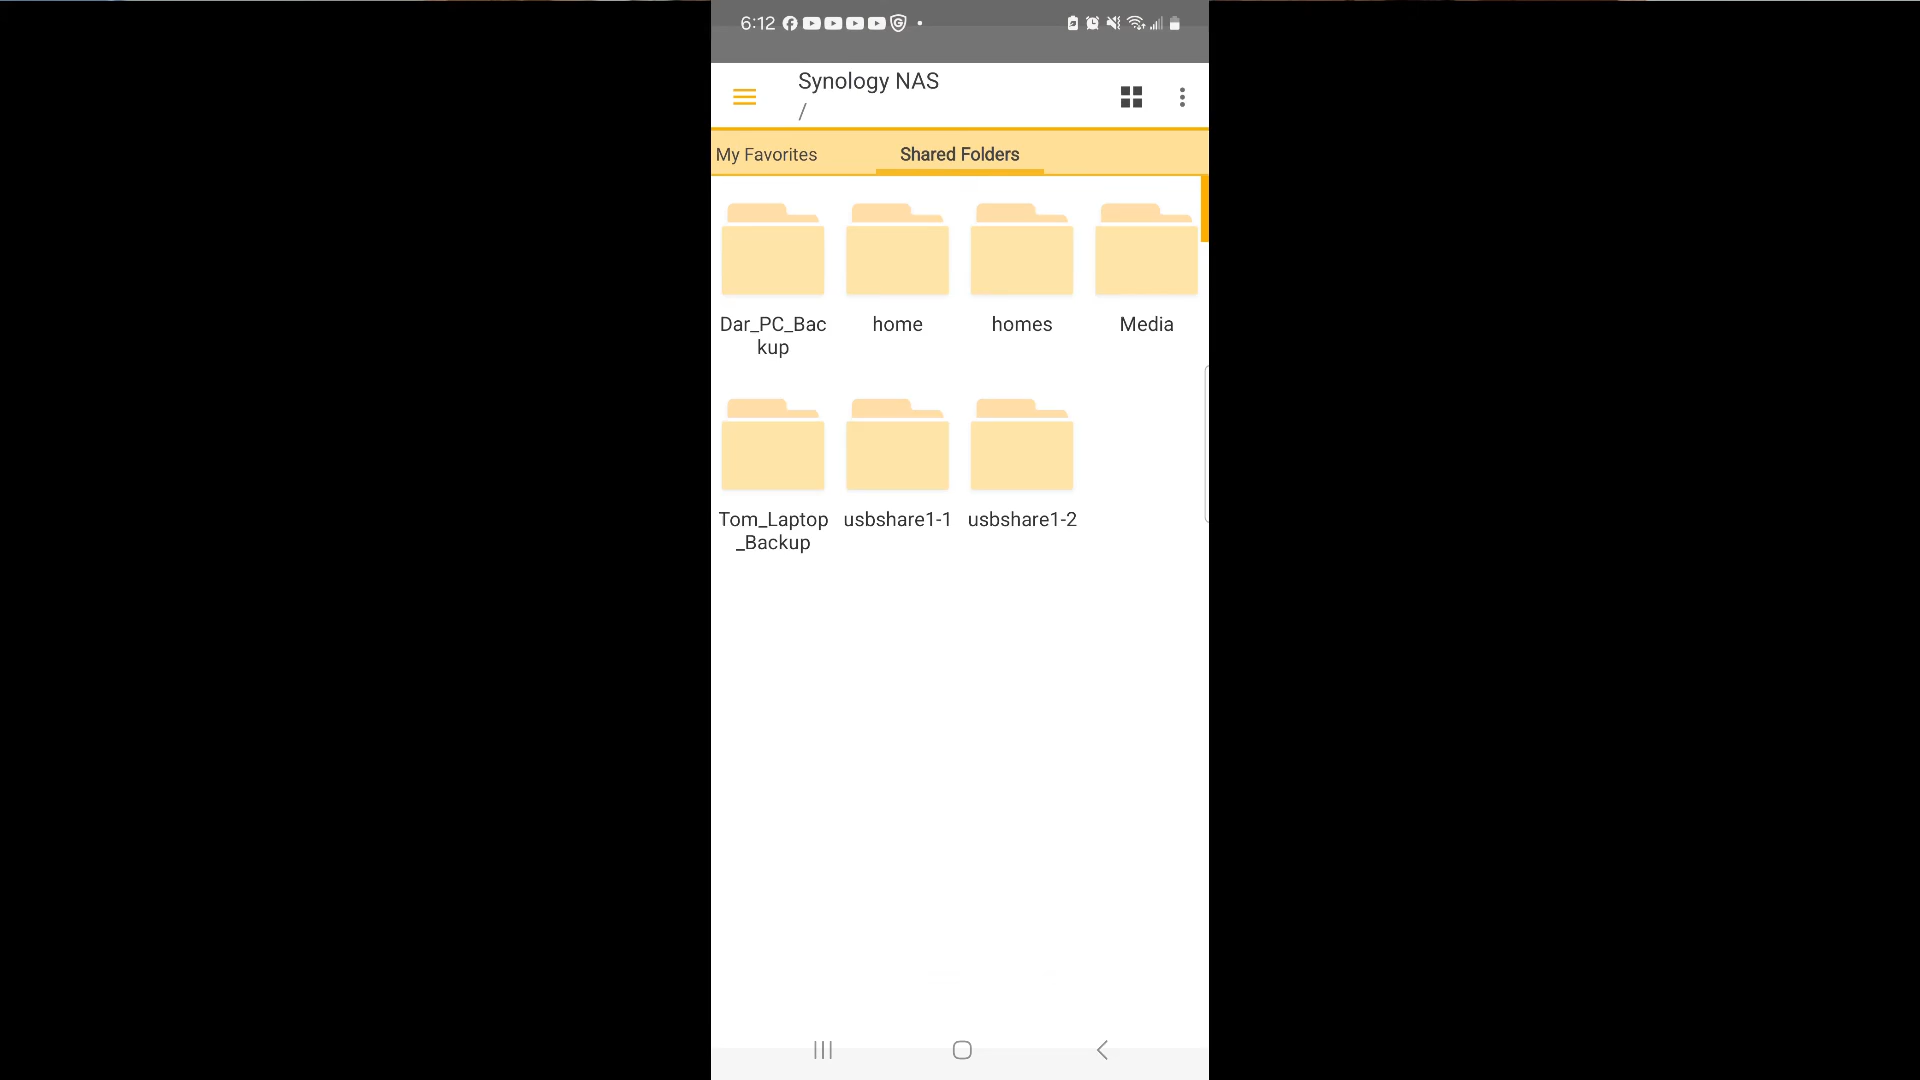 6:12
Synology NAS
/
My Favorites
Shared Folders
Dar_PC_Bac
kup
home
homes
Media
Tom_Laptop
_Backup
usbshare1-1
usbshare1-2